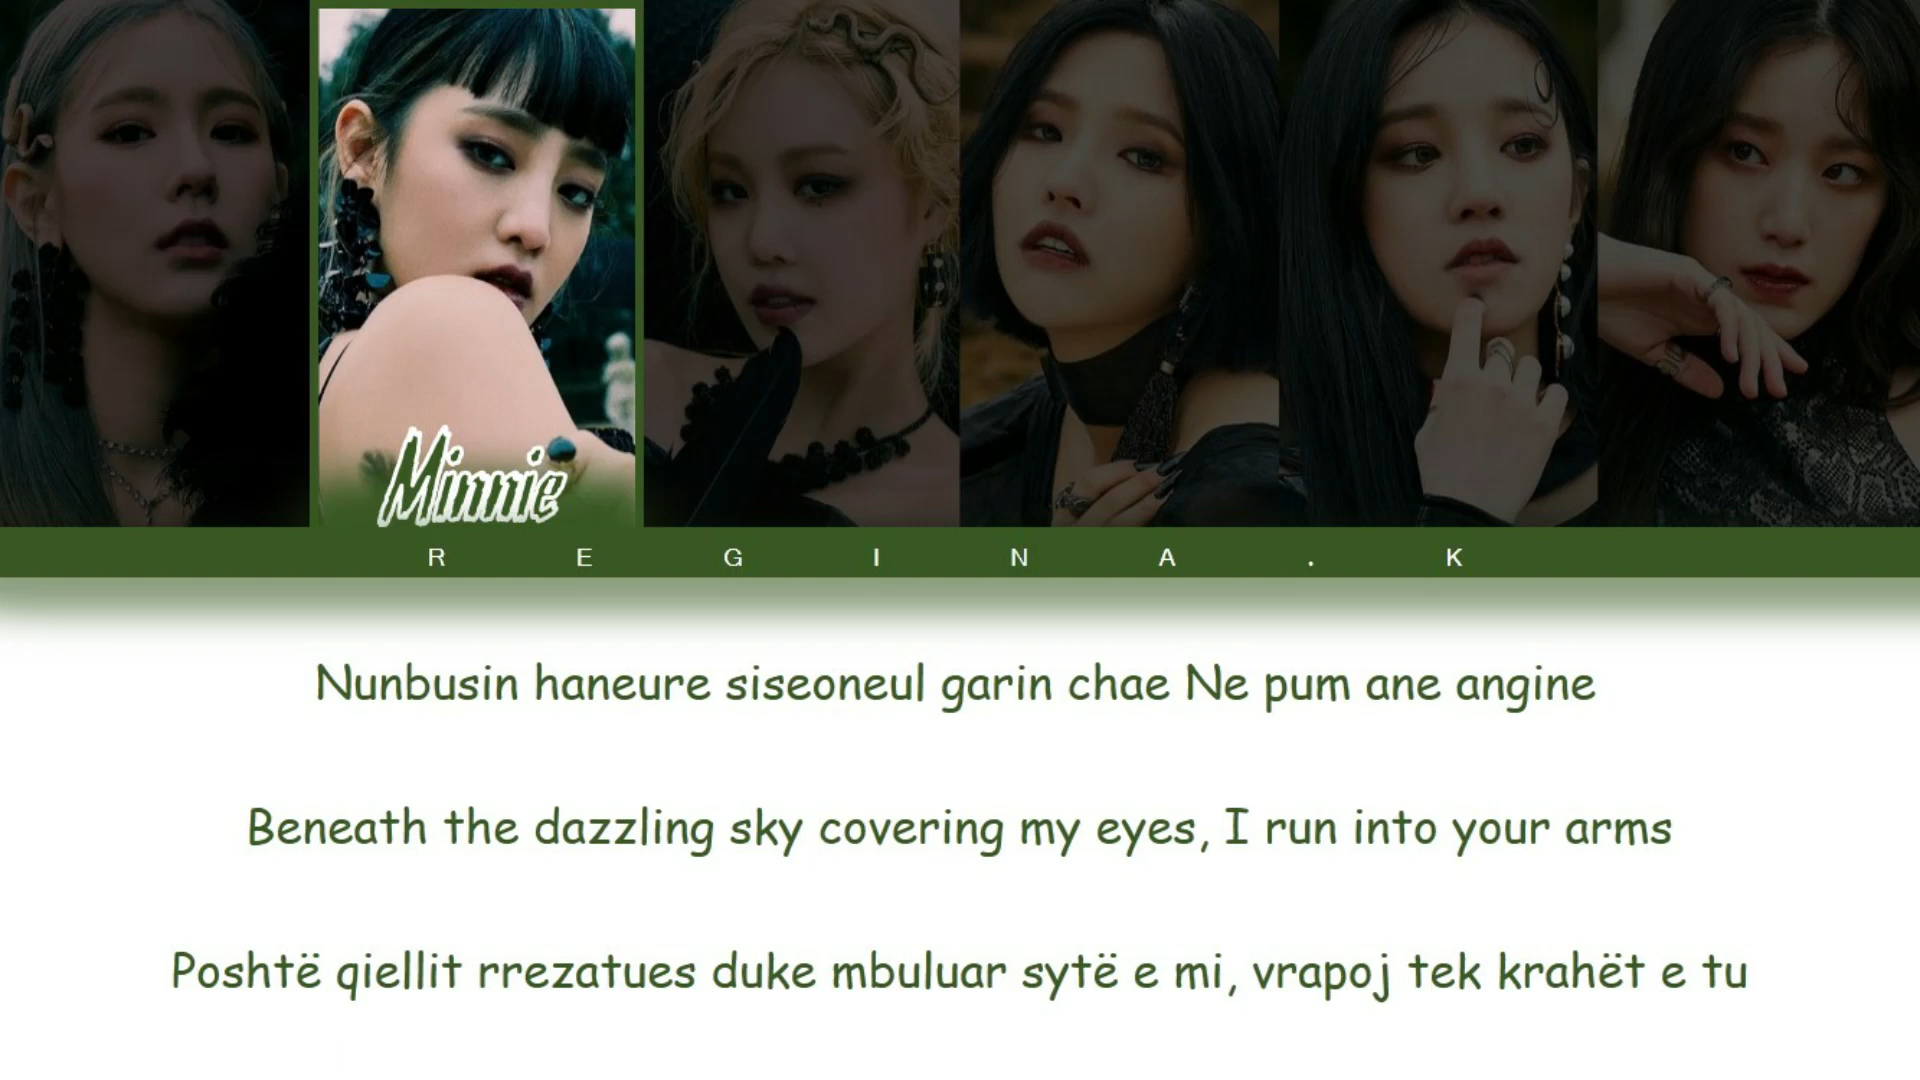 Minnie
R E G I N A . K
Nunbusin haneure siseoneul garin chae Ne pum ane angine
Beneath the dazzling sky covering my eyes, I run into your arms
Poshtë qiellit rrezatues duke mbuluar sytë e mi, vrapoj tek krahët e tu